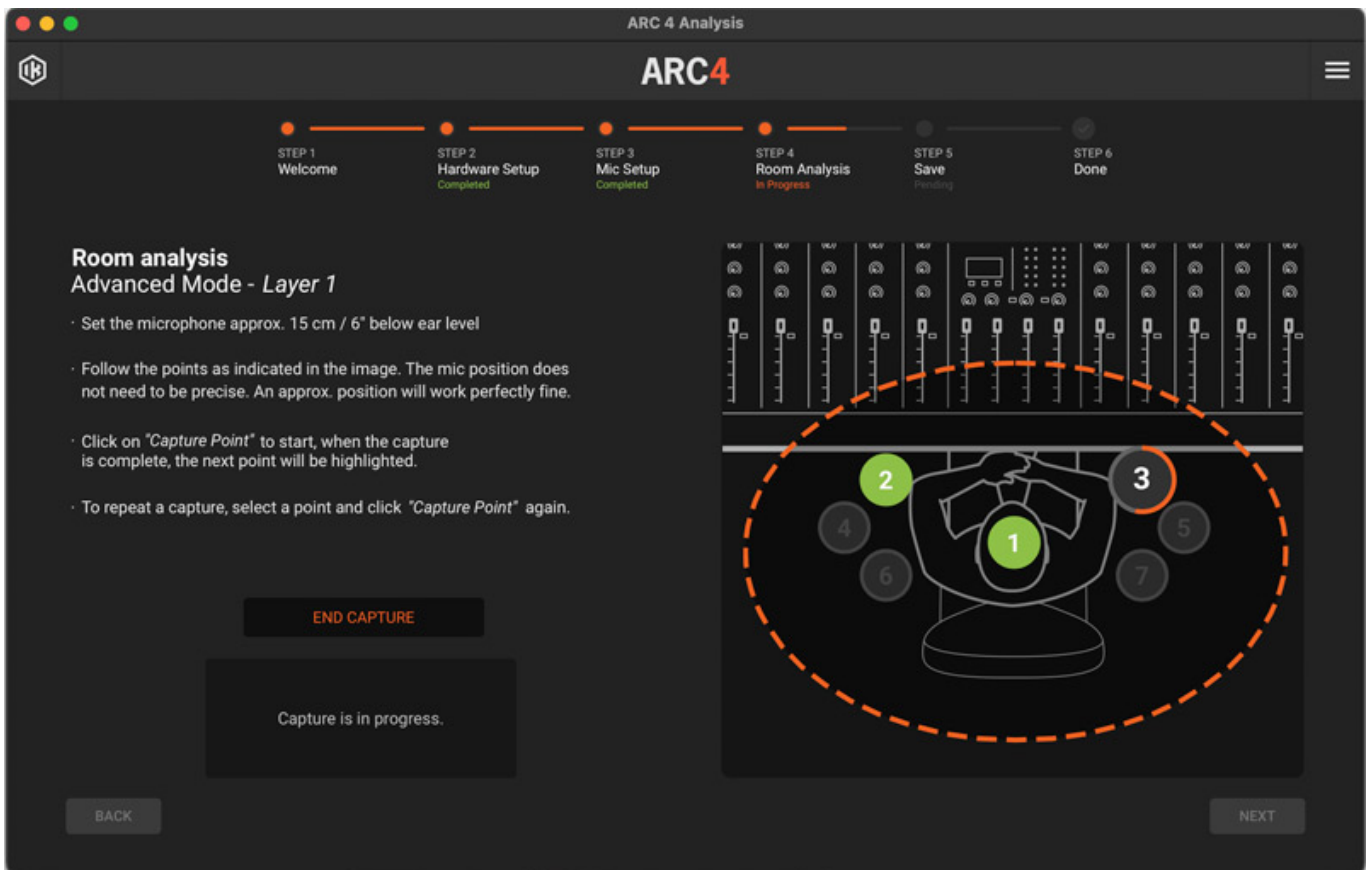 ARC 4 Analysis
IK
ARC4
STEP 1
Welcome
STEP 2
Hardware Setup
Completed
STEP 3
Mic Setup
Completed
STEP 4
Room Analysis
In Progress
STEP 5
Save
Pending
STEP 6
Done
Room analysis
Advanced Mode - Layer 1
· Set the microphone approx. 15 cm / 6" below ear level
· Follow the points as indicated in the image. The mic position does
not need to be precise. An approx. position will work perfectly fine.
· Click on "Capture Point" to start, when the capture
is complete, the next point will be highlighted.
· To repeat a capture, select a point and click "Capture Point" again.
END CAPTURE
Capture is in progress.
2
3
4
1
5
6
7
BACK
NEXT